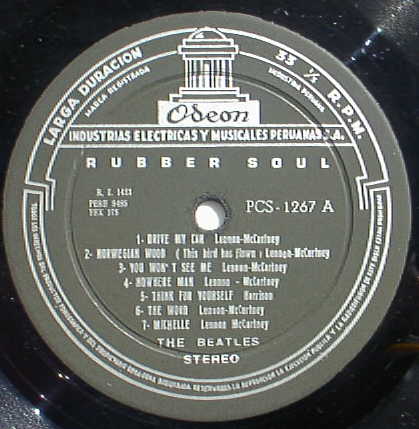 LARGA DURACION
MARCA REGISTRADA
33 ⅓ R.P.M.
INDUSTRIA PERUANA
Odeon
INDUSTRIAS ELECTRICAS Y MUSICALES PERUANAS S.A.
RUBBER SOUL
PCS-1267 A
1- DRIVE MY CAR Lennon-McCartney
2- NORWEGIAN WOOD ( This bird has flown ) Lennon-McCartney
3- YOU WON'T SEE ME Lennon-McCartney
4- NOWHERE MAN Lennon - McCartney
5- THINK FOR YOURSELF Harrison
6- THE WORD Lennon-McCartney
7- MICHELLE Lennon McCartney
THE BEATLES
STEREO